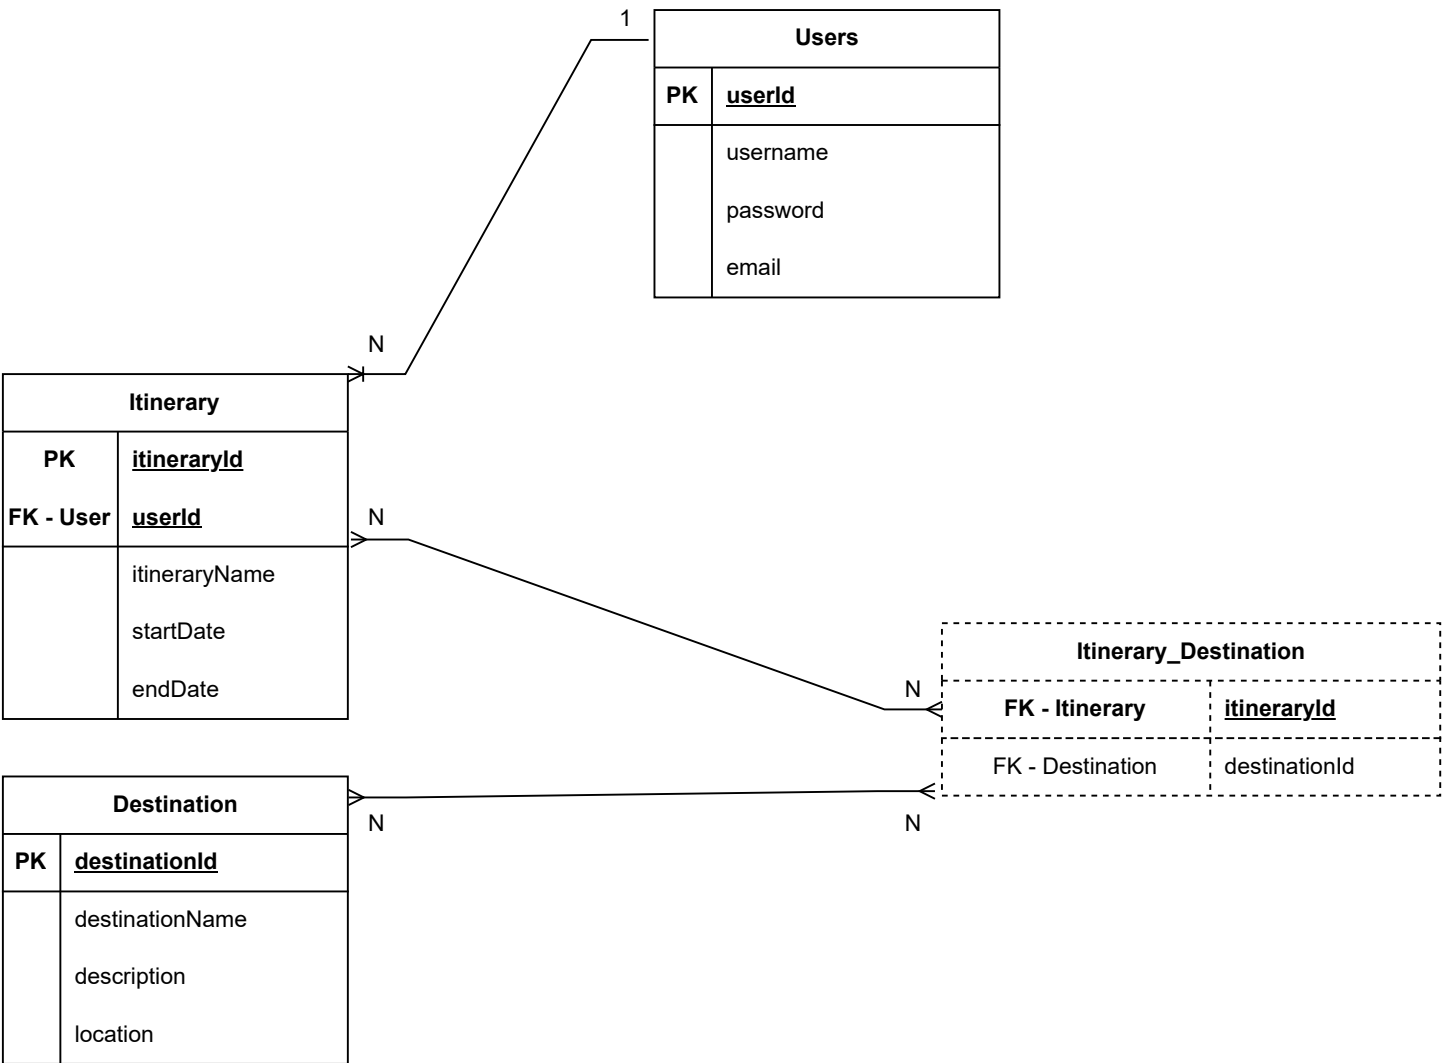 1
Users
PK userId
username
password
email
N
Itinerary
PK itineraryId
FK - User userId
N
itineraryName
startDate
endDate
N
Itinerary_Destination
FK - Itinerary itineraryId
FK - Destination destinationId
Destination
N
N
PK destinationId
destinationName
description
location